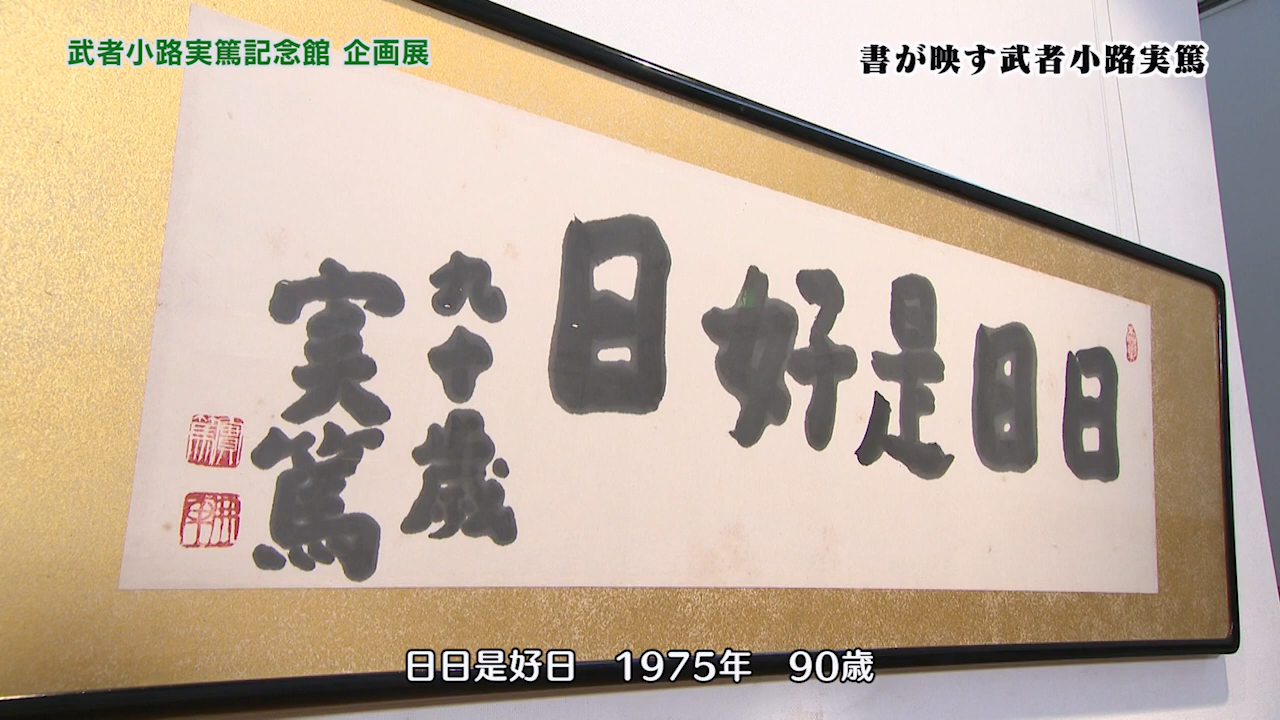 武者小路実篤記念館 企画展
書が映す武者小路実篤
日日是好日
九十歳
実篤
日日是好日 1975年 90歳